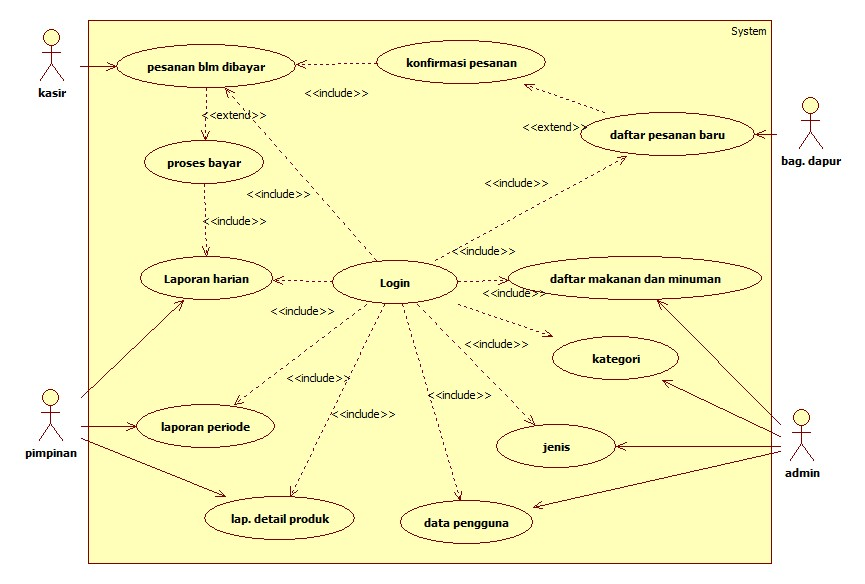 System
kasir
pesanan blm dibayar
konfirmasi pesanan
<<include>>
<<extend>>
<<extend>>
daftar pesanan baru
bag. dapur
proses bayar
<<include>>
<<include>>
<<include>>
<<include>>
Laporan harian
Login
daftar makanan dan minuman
<<include>>
<<include>>
<<include>>
kategori
<<include>>
<<include>>
<<include>>
pimpinan
laporan periode
jenis
admin
lap. detail produk
data pengguna